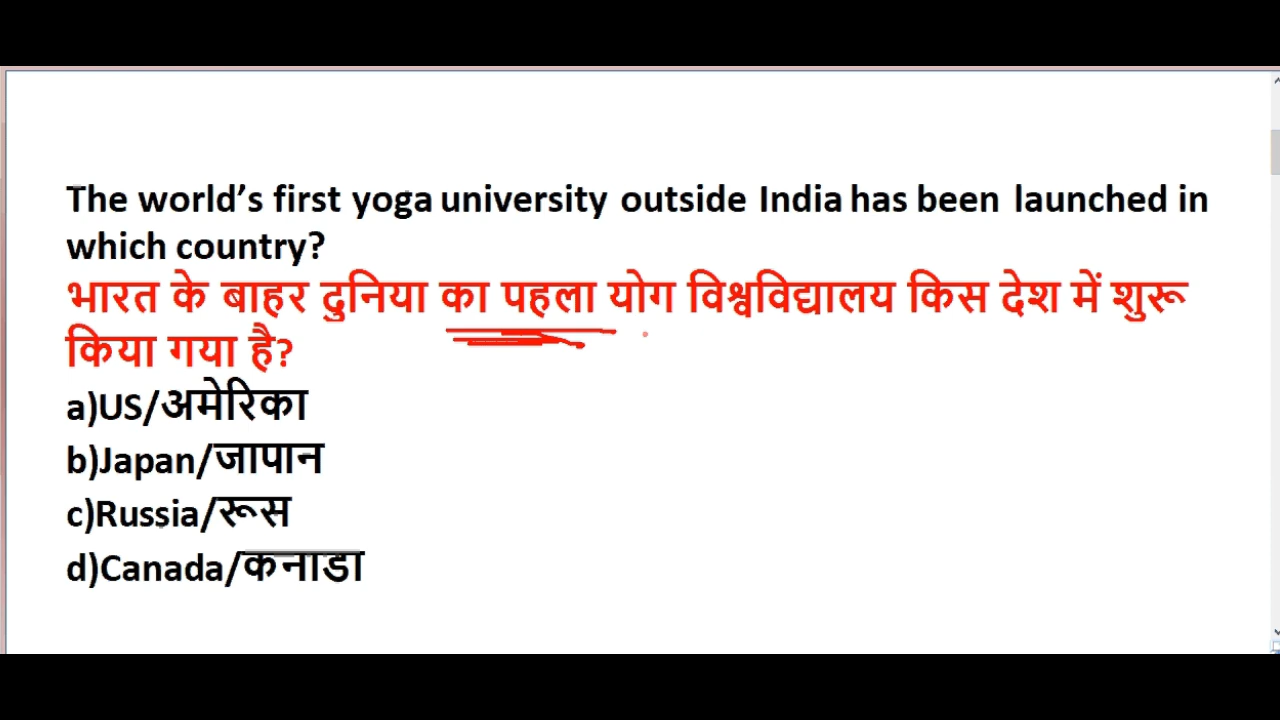 The world’s first yoga university outside India has been launched in
which country?
भारत के बाहर दुनिया का पहला योग विश्वविद्यालय किस देश में शुरू
किया गया है?
a)US/अमेरिका
b)Japan/जापान
c)Russia/रूस
d)Canada/कनाडा